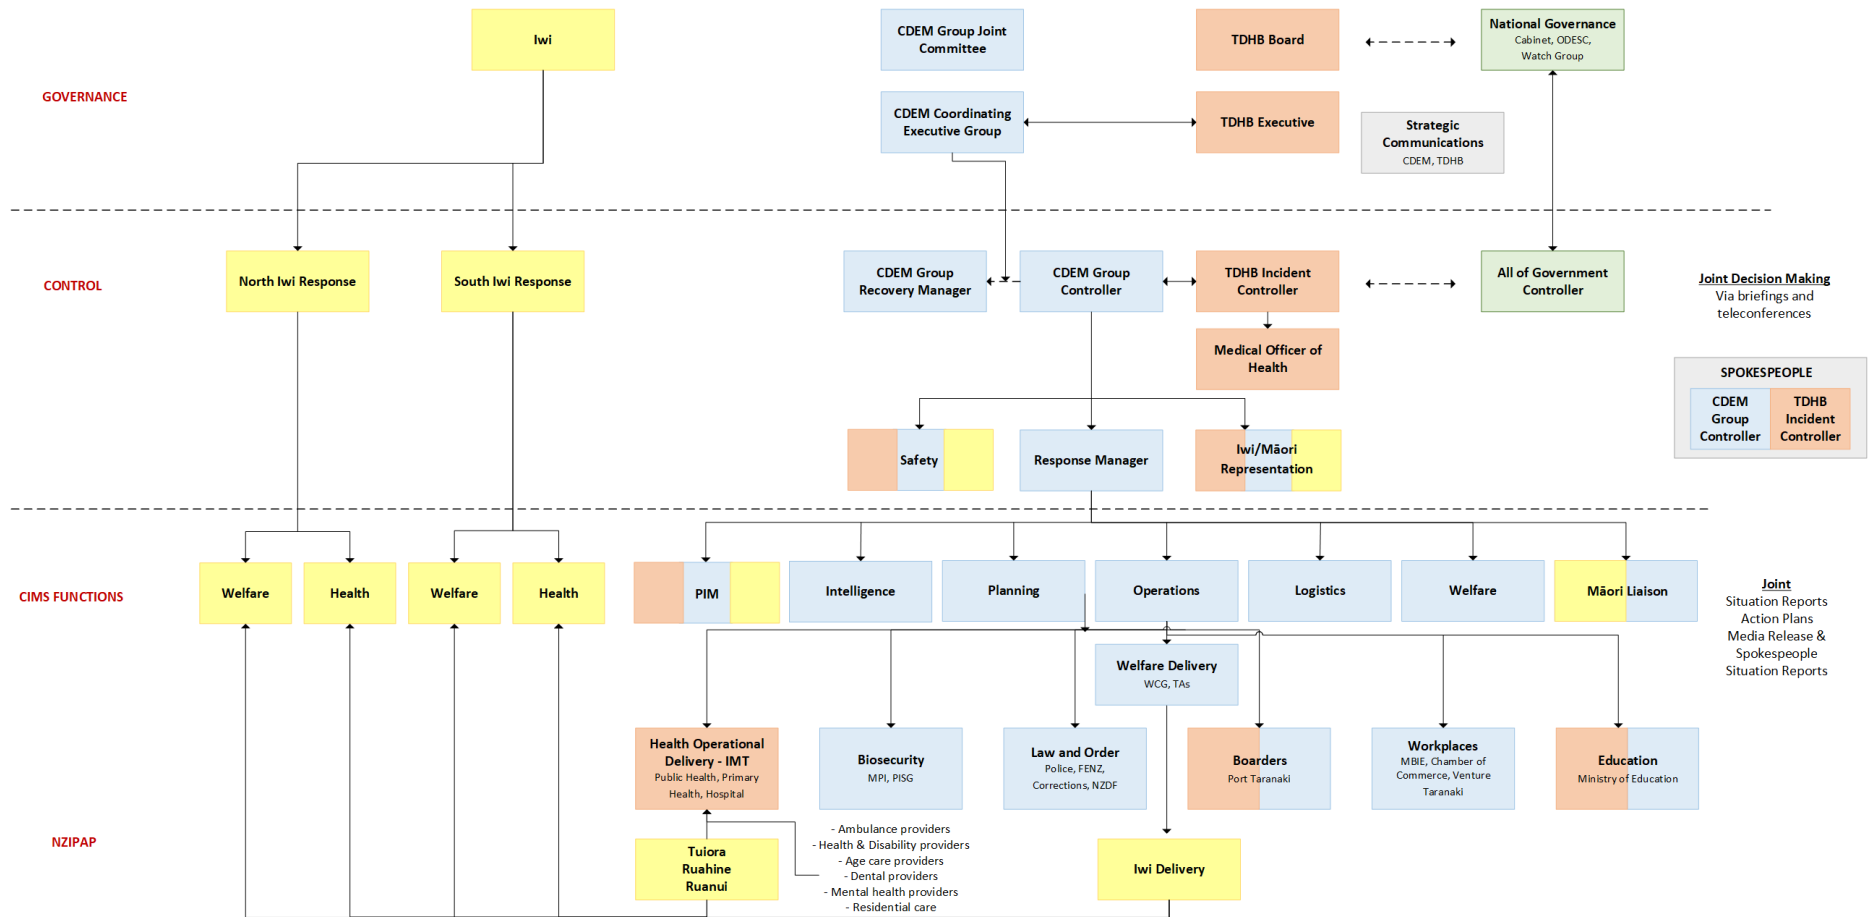 Iwi
CDEM Group Joint
Committee
TDHB Board
National Governance
Cabinet, ODESC,
Watch Group
GOVERNANCE
CDEM Coordinating
Executive Group
TDHB Executive
Strategic
Communications
CDEM, TDHB
CONTROL
North Iwi Response
South Iwi Response
CDEM Group
Recovery Manager
CDEM Group
Controller
TDHB Incident
Controller
All of Government
Controller
Joint Decision Making
Via briefings and
teleconferences
Medical Officer of
Health
SPOKESPEOPLE
CDEM
Group
Controller
TDHB
Incident
Controller
Safety
Response Manager
Iwi/Māori
Representation
CIMS FUNCTIONS
Welfare
Health
Welfare
Health
PIM
Intelligence
Planning
Operations
Logistics
Welfare
Māori Liaison
Joint
Situation Reports
Action Plans
Media Release &
Spokespeople
Situation Reports
Welfare Delivery
WCG, TAs
Health Operational
Delivery - IMT
Public Health, Primary
Health, Hospital
Biosecurity
MPI, PISG
Law and Order
Police, FENZ,
Corrections, NZDF
Boarders
Port Taranaki
Workplaces
MBIE, Chamber of
Commerce, Venture
Taranaki
Education
Ministry of Education
NZIPAP
Tuiora
Ruahine
Ruanui
- Ambulance providers
- Health & Disability providers
- Age care providers
- Dental providers
- Mental health providers
- Residential care
Iwi Delivery